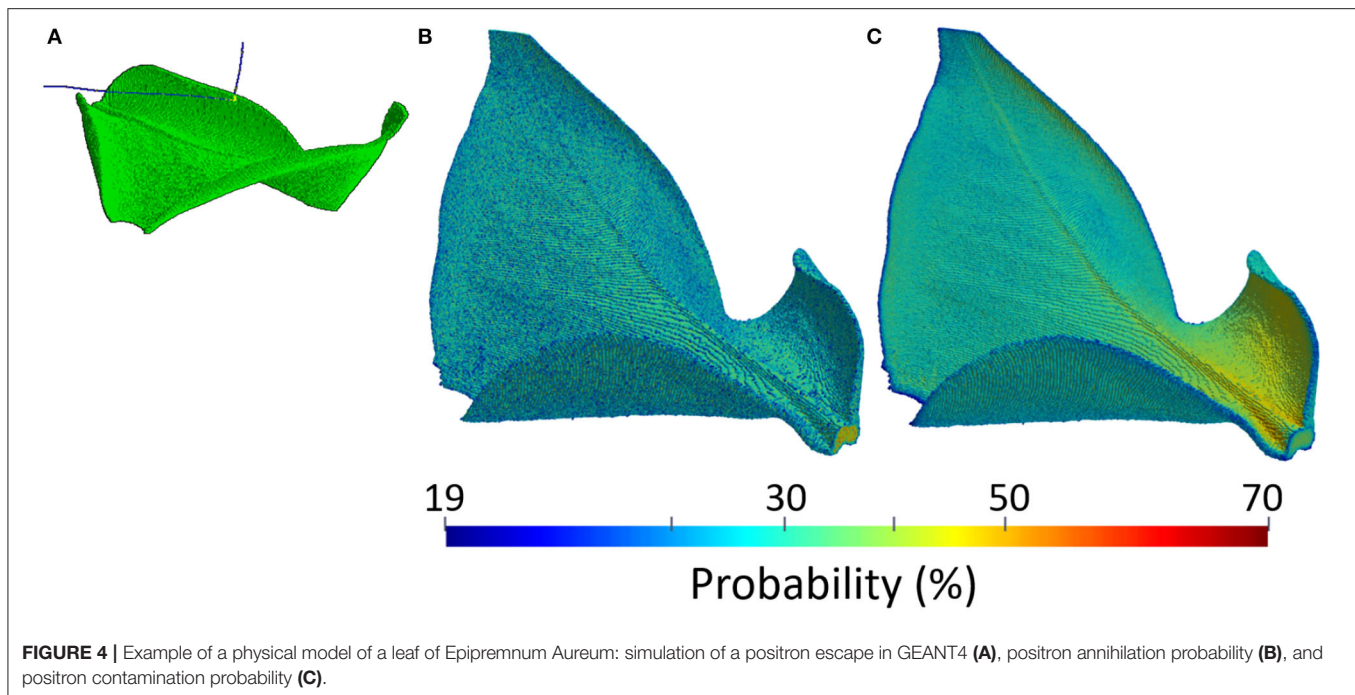 A
B
C
19 30 50 70
Probability (%)
FIGURE 4 | Example of a physical model of a leaf of Epipremnum Aureum: simulation of a positron escape in GEANT4 (A), positron annihilation probability (B), and
positron contamination probability (C).